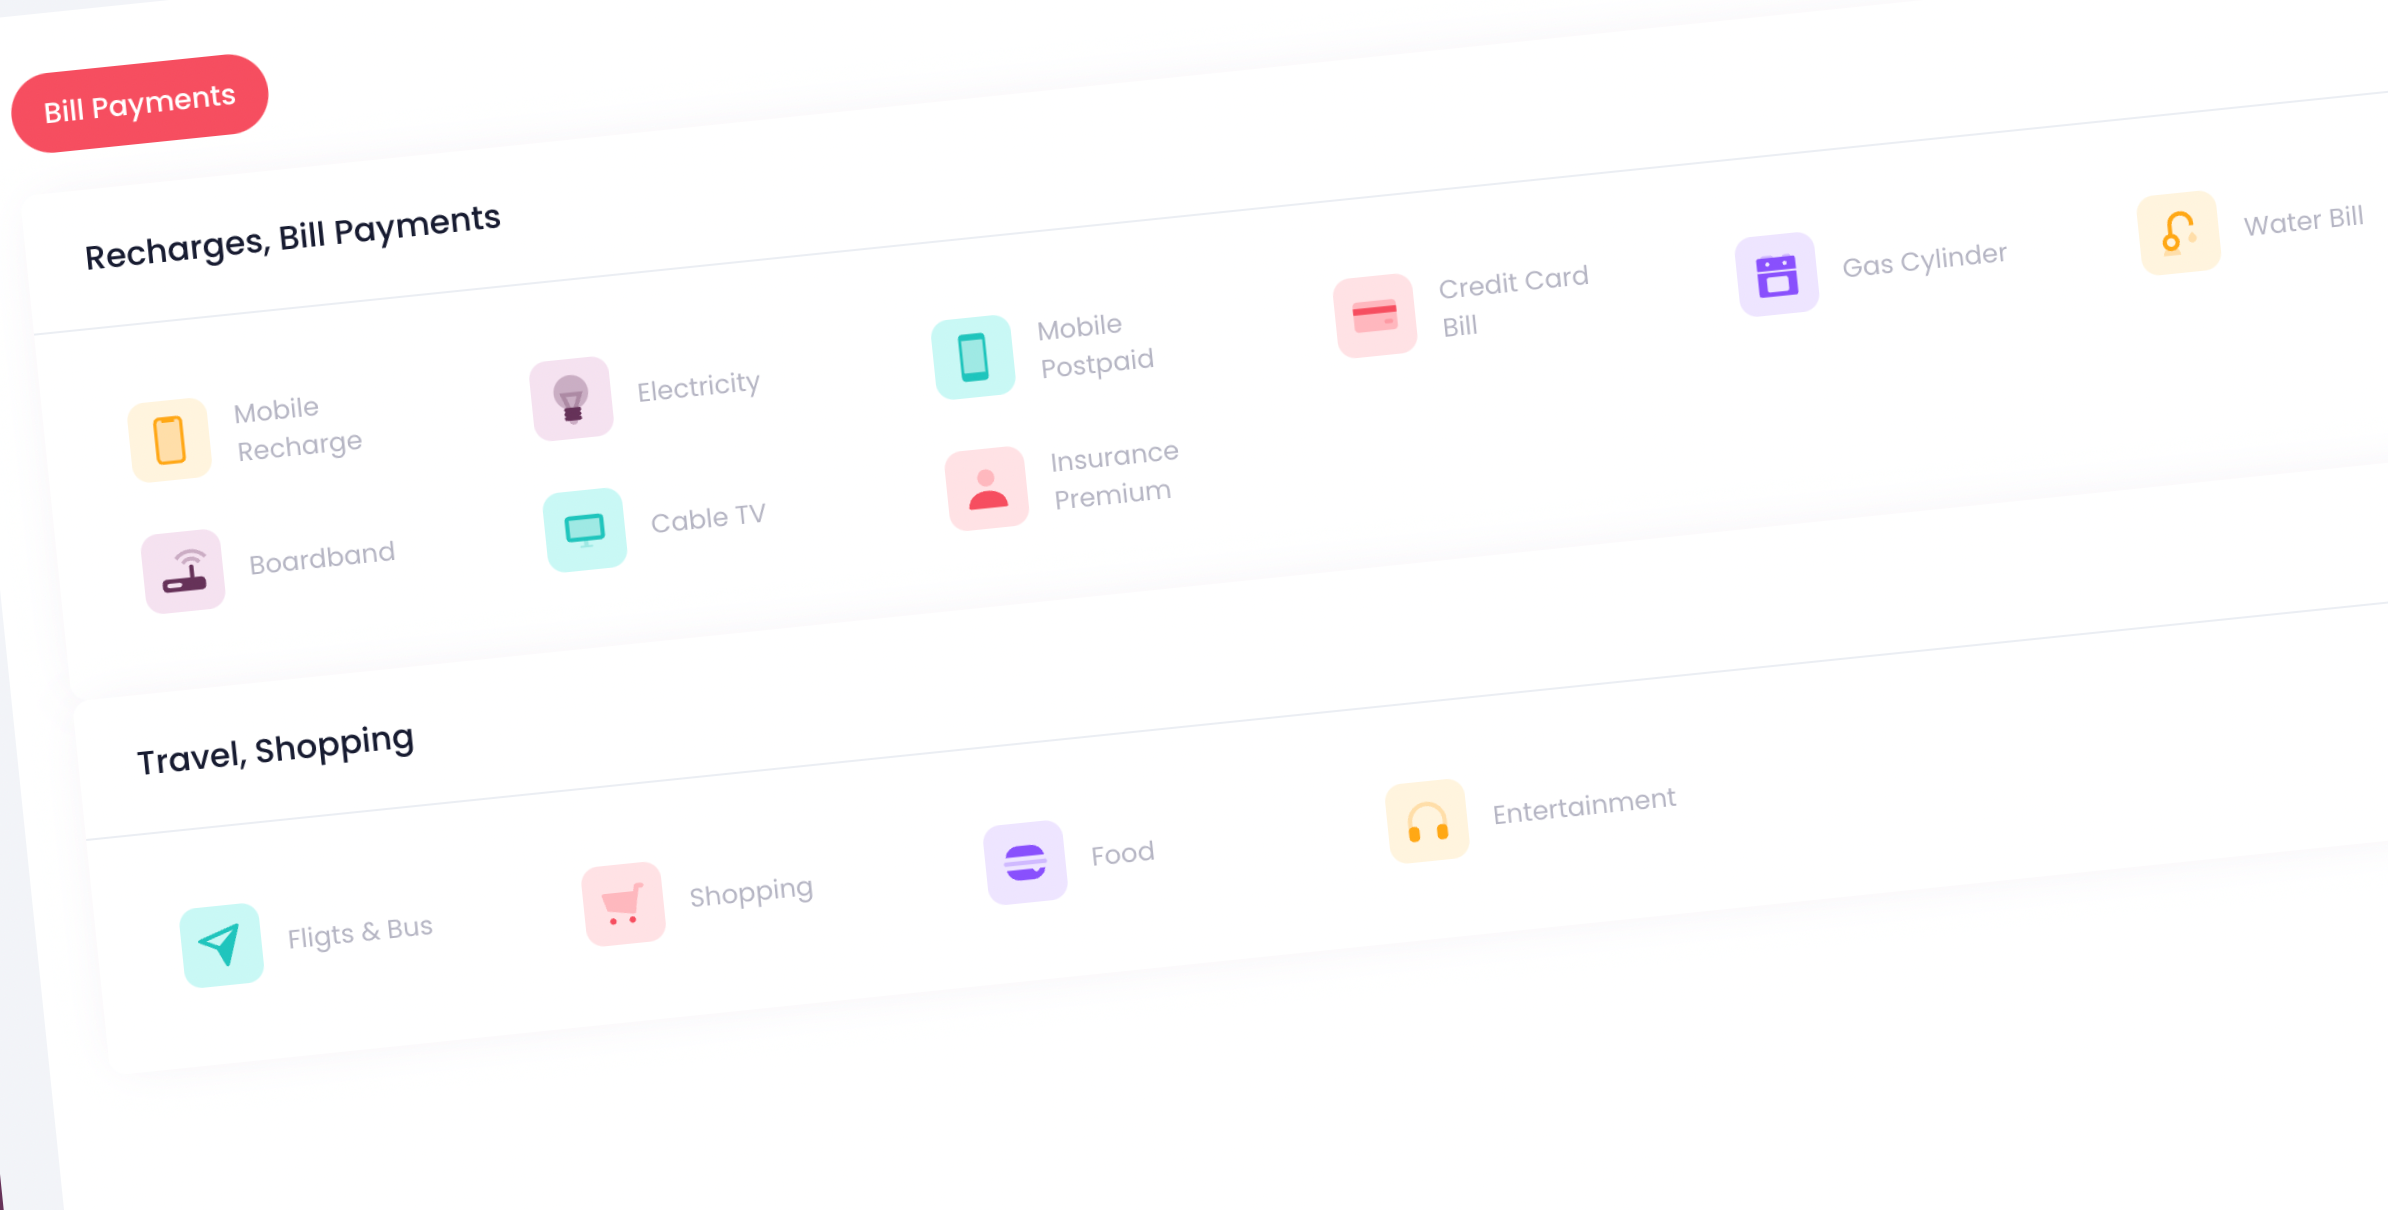 Bill Payments
Recharges, Bill Payments
Mobile
Recharge
Electricity
Mobile
Postpaid
Credit Card
Bill
Gas Cylinder
Water Bill
Boardband
Cable TV
Insurance
Premium
Travel, Shopping
Fligts & Bus
Shopping
Food
Entertainment